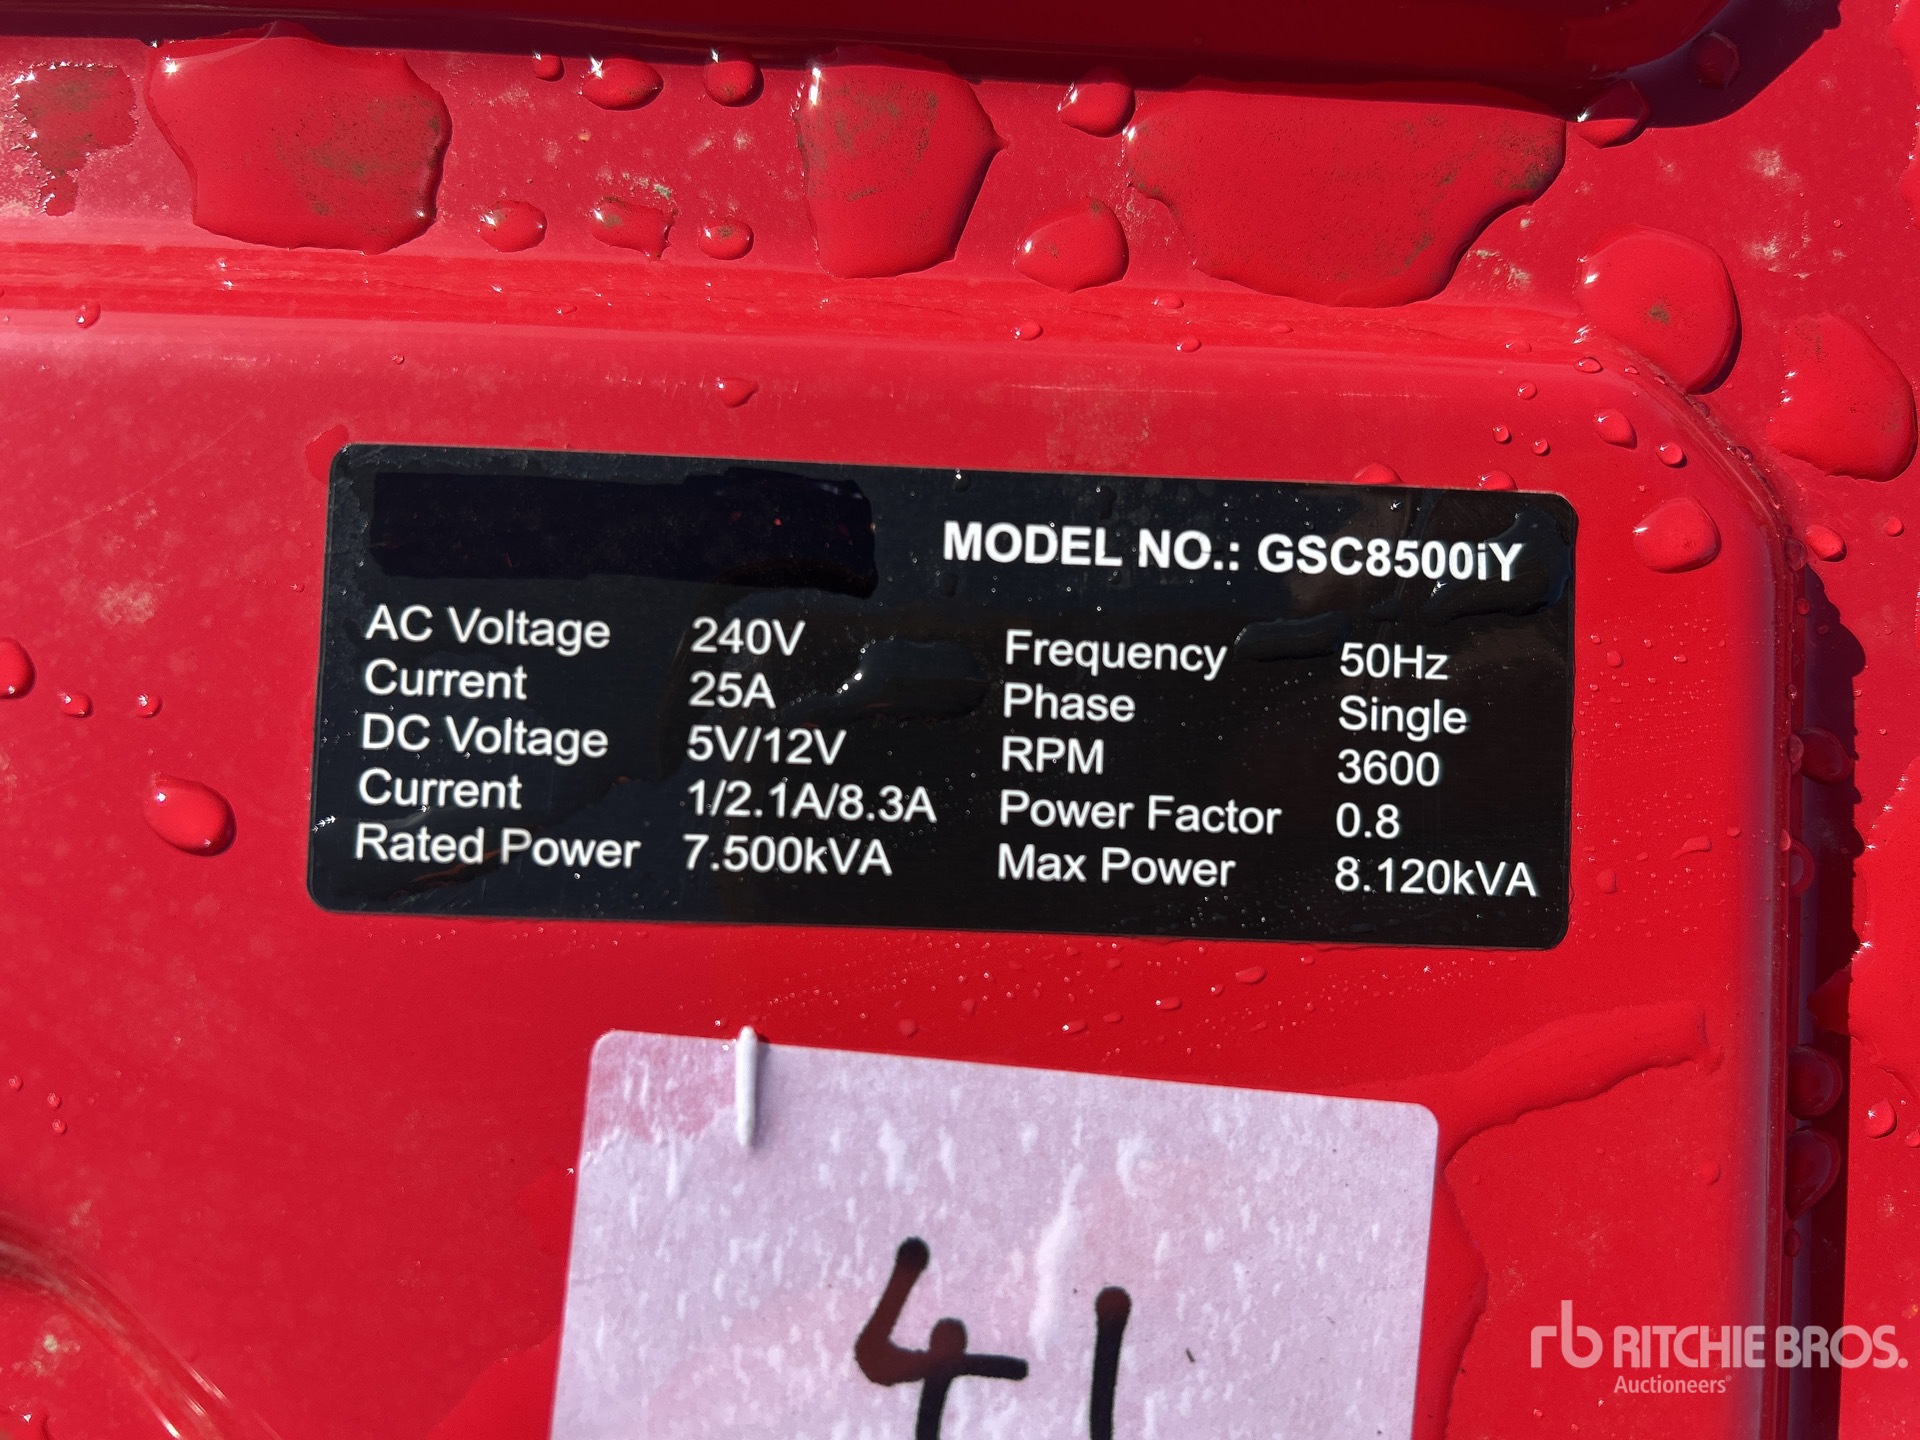 MODEL NO.: GSC8500iY
AC Voltage 240V Frequency 50Hz
Current 25A Phase Single
DC Voltage 5V/12V RPM 3600
Current 1/2.1A/8.3A Power Factor 0.8
Rated Power 7.500kVA Max Power 8.120kVA
41
rb RITCHIE BROS.
Auctioneers